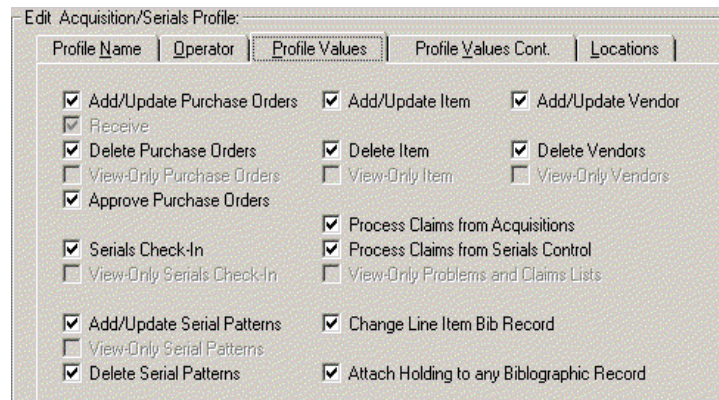 Edit Acquisition/Serials Profile:
Profile Name Operator Profile Values Profile Values Cont. Locations
Add/Update Purchase Orders Add/Update Item Add/Update Vendor
Receive
Delete Purchase Orders Delete Item Delete Vendors
View-Only Purchase Orders View-Only Item View-Only Vendors
Approve Purchase Orders
Process Claims from Acquisitions
Serials Check-In Process Claims from Serials Control
View-Only Serials Check-In View-Only Problems and Claims Lists
Add/Update Serial Patterns Change Line Item Bib Record
View-Only Serial Patterns
Delete Serial Patterns Attach Holding to any Biblographic Record